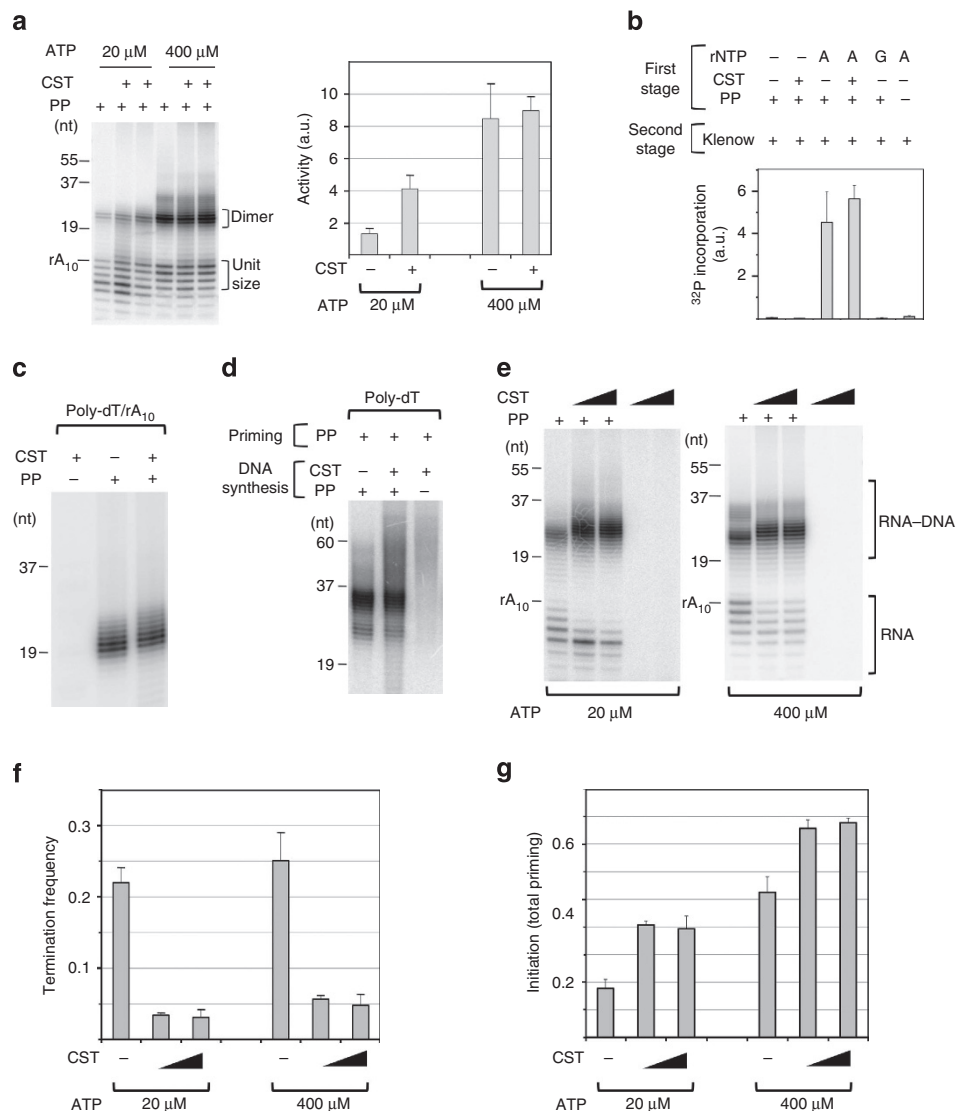 a
ATP 20 μM 400 μM
CST + + + +
PP + + + + + +
(nt)
55
37
19
rA10
Dimer
Unit size
Activity (a.u.)
10
8
6
4
2
CST – + – +
ATP 20 μM 400 μM
b
First stage
rNTP – – A A G A
CST – + – + – –
PP + + + + + –
Second stage
Klenow + + + + + +
32P incorporation (a.u.)
6
4
2
c
Poly-dT/rA10
CST + – +
PP – + +
(nt)
37
19
d
Poly-dT
Priming PP + + +
DNA synthesis
CST – + +
PP + + –
(nt)
60
37
19
e
CST
PP + + + + + +
(nt)
55
37
19
rA10
(nt)
55
37
19
rA10
RNA–DNA
RNA
ATP 20 μM 400 μM
f
Termination frequency
0.3
0.2
0.1
CST – –
ATP 20 μM 400 μM
g
Initiation (total priming)
0.6
0.4
0.2
CST – –
ATP 20 μM 400 μM